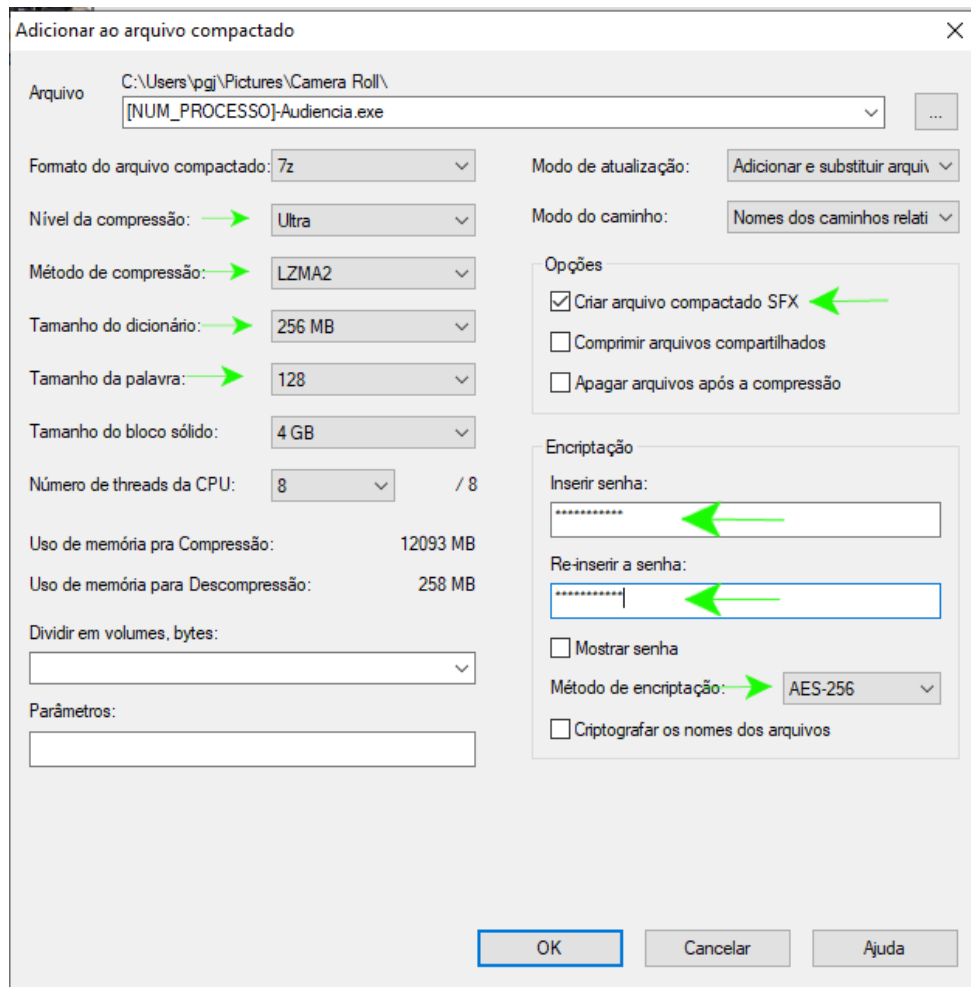 Adicionar ao arquivo compactado
Arquivo
C:\Users\pgj\Pictures\Camera Roll\
[NUM_PROCESSO]-Audiencia.exe
...
Formato do arquivo compactado: 7z
Nível da compressão: Ultra
Método de compressão: LZMA2
Tamanho do dicionário: 256 MB
Tamanho da palavra: 128
Tamanho do bloco sólido: 4 GB
Número de threads da CPU: 8 / 8
Uso de memória pra Compressão: 12093 MB
Uso de memória para Descompressão: 258 MB
Dividir em volumes, bytes:
Parâmetros:
Modo de atualização: Adicionar e substituir arquiv
Modo do caminho: Nomes dos caminhos relati
Opções
Criar arquivo compactado SFX
Comprimir arquivos compartilhados
Apagar arquivos após a compressão
Encriptação
Inserir senha:
***********
Re-inserir a senha:
***********
Mostrar senha
Método de encriptação: AES-256
Criptografar os nomes dos arquivos
OK Cancelar Ajuda